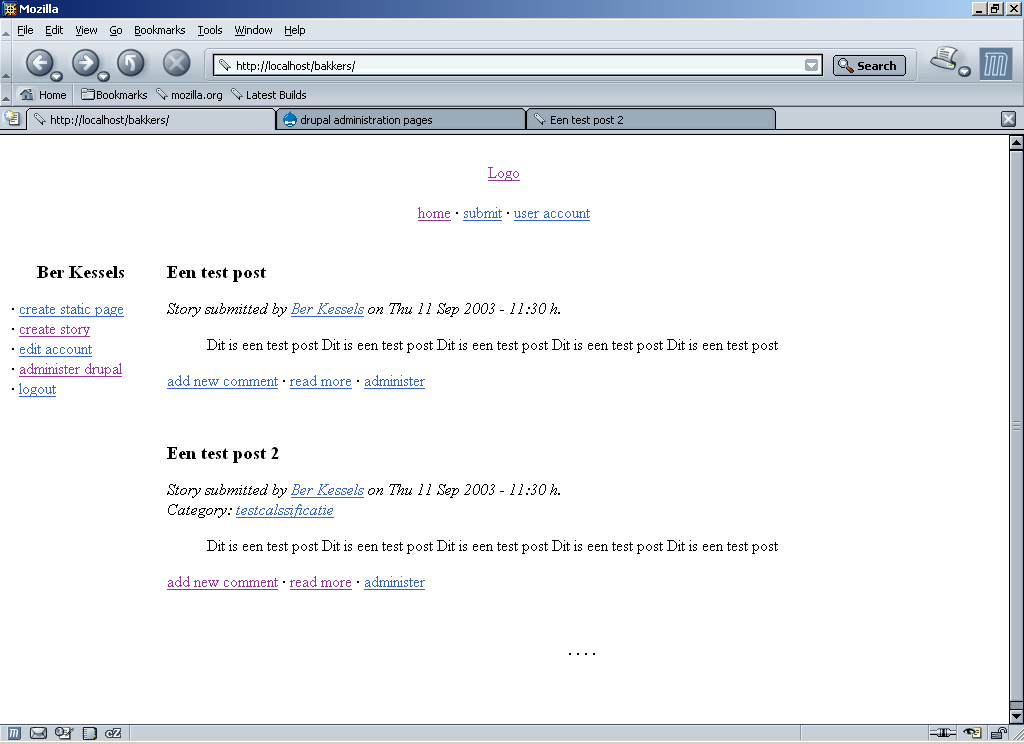 Mozilla
File Edit View Go Bookmarks Tools Window Help
http://localhost/bakkers/ Search
Home Bookmarks mozilla.org Latest Builds
http://localhost/bakkers/ drupal administration pages Een test post 2
Logo
home · submit · user account
Ber Kessels
· create static page
· create story
· edit account
· administer drupal
· logout
Een test post
Story submitted by Ber Kessels on Thu 11 Sep 2003 - 11:30 h.
Dit is een test post Dit is een test post Dit is een test post Dit is een test post Dit is een test post
add new comment · read more · administer
Een test post 2
Story submitted by Ber Kessels on Thu 11 Sep 2003 - 11:30 h.
Category: testcalssificatie
Dit is een test post Dit is een test post Dit is een test post Dit is een test post Dit is een test post
add new comment · read more · administer
. . . .
cZ